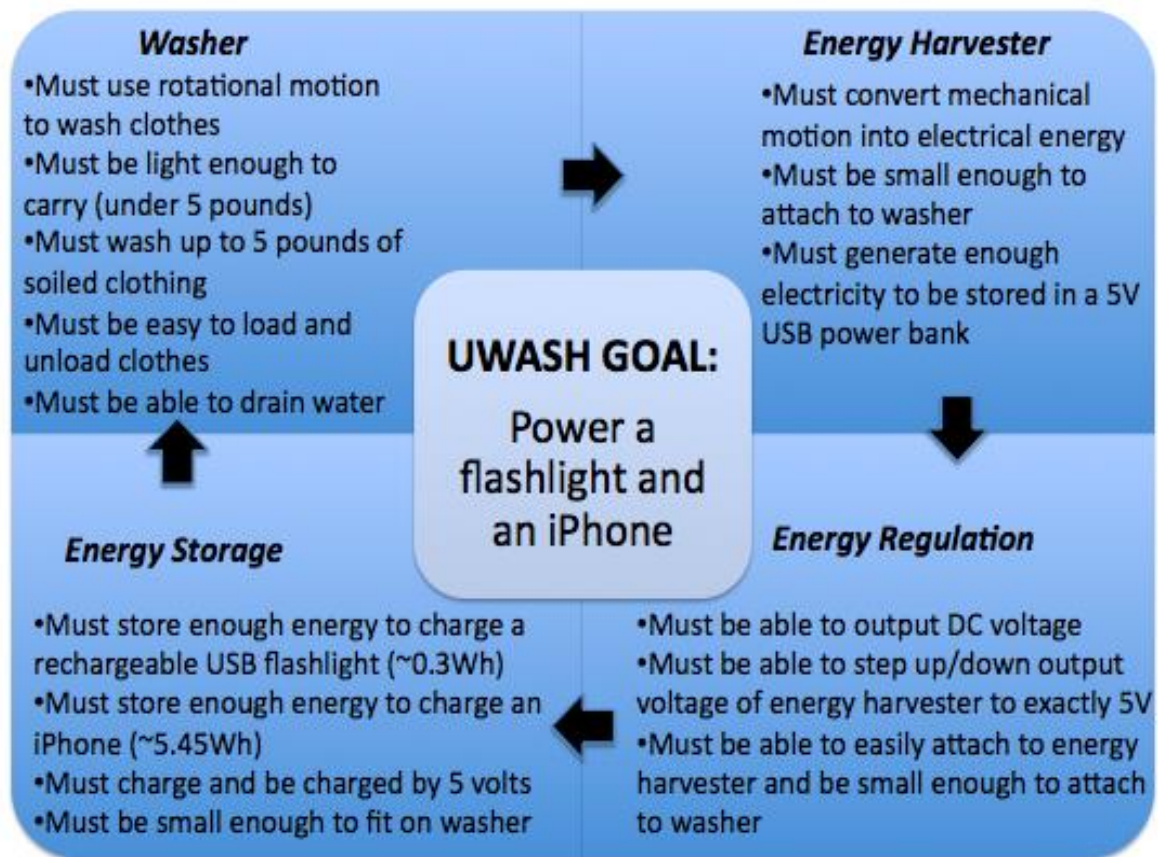 Washer
•Must use rotational motion
to wash clothes
•Must be light enough to
carry (under 5 pounds)
•Must wash up to 5 pounds of
soiled clothing
•Must be easy to load and
unload clothes
•Must be able to drain water
Energy Harvester
•Must convert mechanical
motion into electrical energy
•Must be small enough to
attach to washer
•Must generate enough
electricity to be stored in a 5V
USB power bank
UWASH GOAL:
Power a
flashlight and
an iPhone
Energy Storage
•Must store enough energy to charge a
rechargeable USB flashlight (~0.3Wh)
•Must store enough energy to charge an
iPhone (~5.45Wh)
•Must charge and be charged by 5 volts
•Must be small enough to fit on washer
Energy Regulation
•Must be able to output DC voltage
•Must be able to step up/down output
voltage of energy harvester to exactly 5V
•Must be able to easily attach to energy
harvester and be small enough to attach
to washer